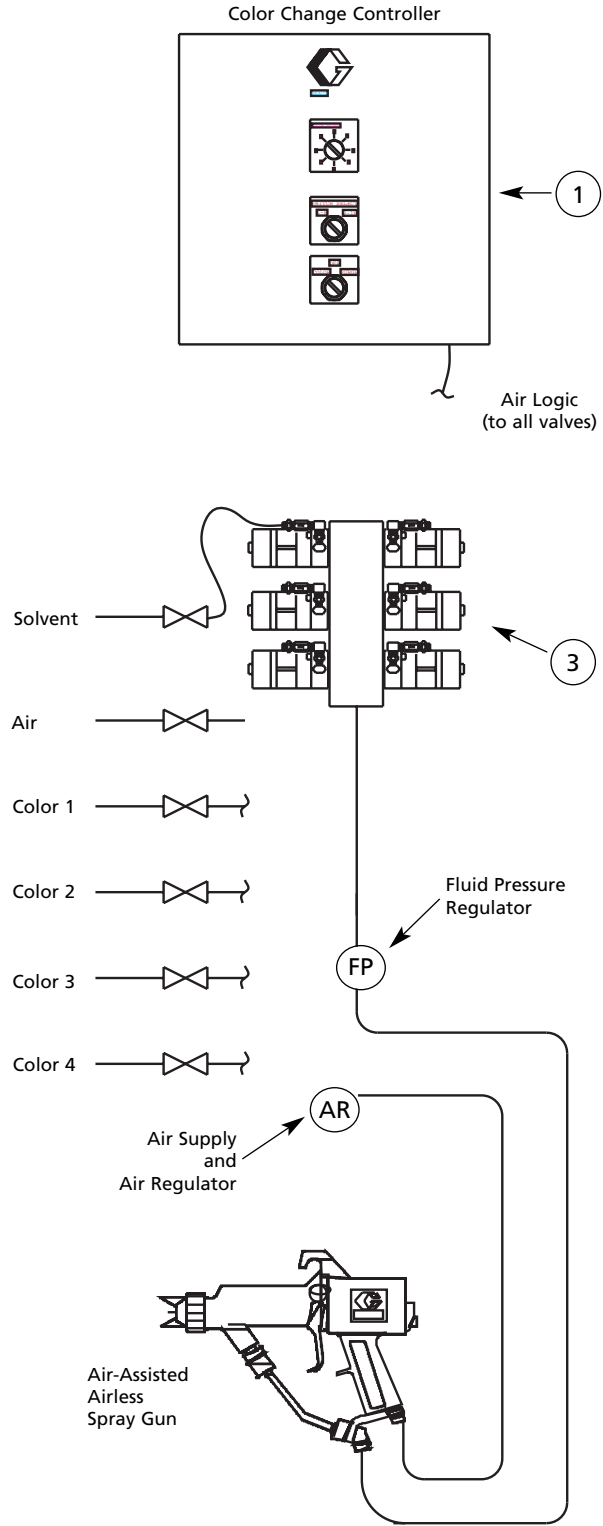 Color Change Controller
1
Air Logic
(to all valves)
Solvent
3
Air
Color 1
Color 2
Fluid Pressure
Regulator
FP
Color 3
Color 4
AR
Air Supply
and
Air Regulator
Air-Assisted
Airless
Spray Gun